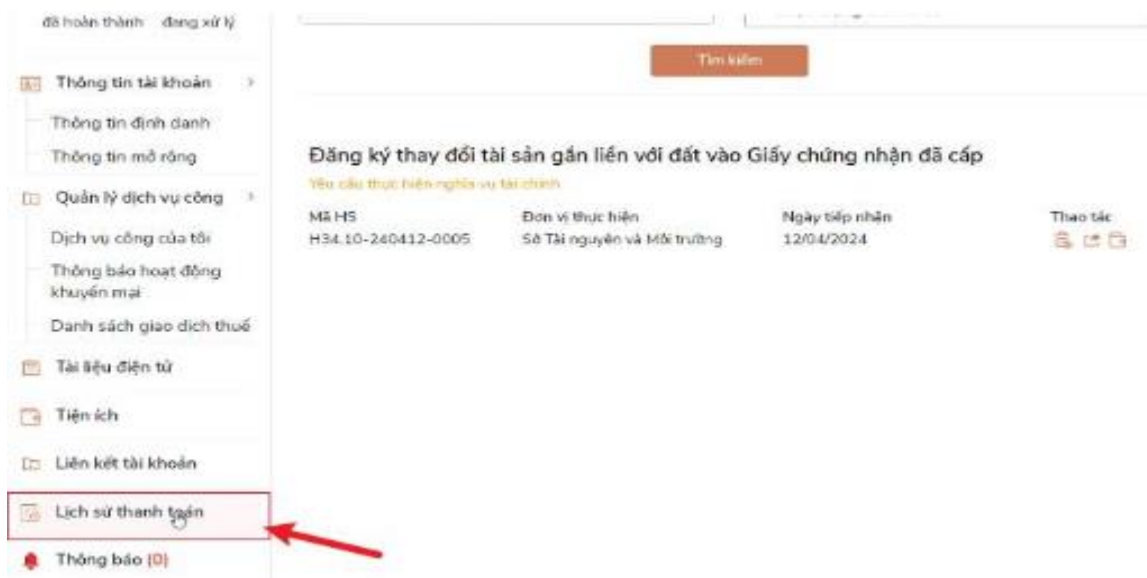 đã hoàn thành đang xử lý
Thông tin tài khoản
Thông tin định danh
Thông tin mở rộng
Quản lý dịch vụ công
Dịch vụ công của tôi
Thông báo hoạt động
khuyến mại
Danh sách giao dịch thuế
Tài liệu điện tử
Tiện ích
Liên kết tài khoản
Lịch sử thanh toán
Thông báo (0)
Tìm kiếm
Đăng ký thay đổi tài sản gắn liền với đất vào Giấy chứng nhận đã cấp
Yêu cầu thực hiện nghĩa vụ tài chính
Mã HS Đơn vị thực hiện Ngày tiếp nhận Thao tác
H34.10-240412-0005 Sở Tài nguyên và Môi trường 12/04/2024